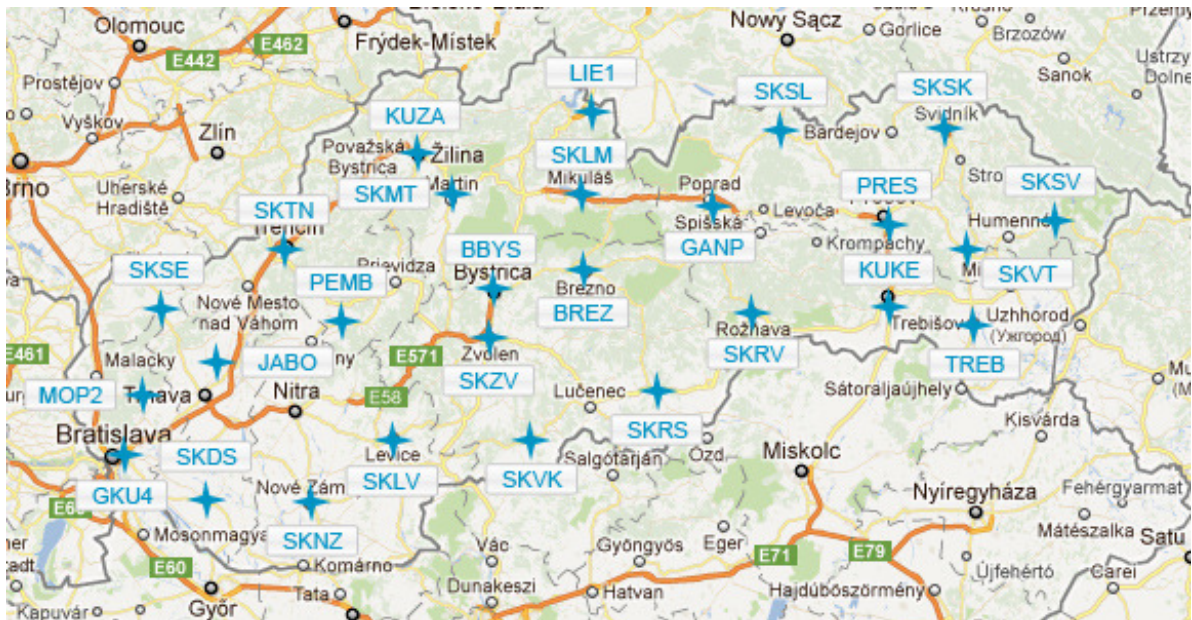 Olomouc
E462
E442
Frýdek-Místek
Prostějov
Vyškov
Zlín
Brno
Uherské
Hradiště
Nowy Sącz
Gorlice
Brzozów
Sanok
Ustrzy
Dolne
LIE1
SKSL
SKSK
Svidník
Bardejov
KUZA
Považská
Bystrica
Žilina
SKMT
Martin
SKLM
Mikuláš
Poprad
Spišská
Levoča
GANP
PRES
Krompachy
Stro
SKSV
Humenné
SKVT
SKTN
Trenčín
SKSE
PEMB
Prievidza
Nové Mesto
nad Váhom
BBYS
Bystrica
Brezno
BREZ
KUKE
Trebišov
Uzhhórod
(Ужгород)
TREB
Rožňava
SKRV
E461
Malacky
JABO
E571
Zvolen
SKZV
MOP2
Trnava
Nitra
E58
Lučenec
SKRS
Sátoraljaújhely
Kisvárda
Bratislava
SKDS
GKU4
Levice
SKLV
SKVK
Salgótarján
Ózd
Miskolc
Nové Zám
SKNZ
Mosonmagya
E60
Komárno
Győr
Tata
Kapuvár
Vác
Dunakeszi
Gyöngyös
Eger
Hatvan
E71
E79
Nyíregyháza
Fehérgyarmat
Mátészalka
Satu
Újfehértó
Hajdúböszörmény
Carei